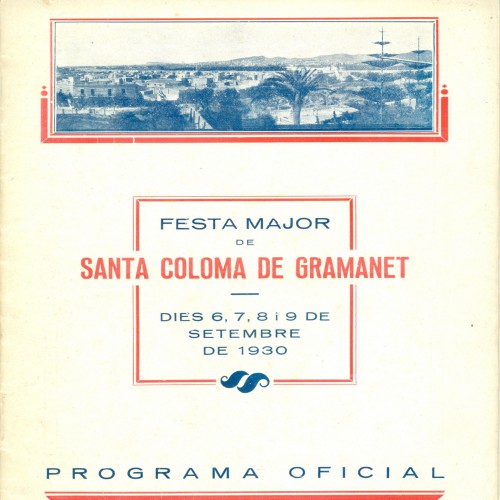 FESTA MAJOR
DE
SANTA COLOMA DE GRAMANET
DIES 6, 7, 8 i 9 DE
SETEMBRE
DE 1930
PROGRAMA OFICIAL